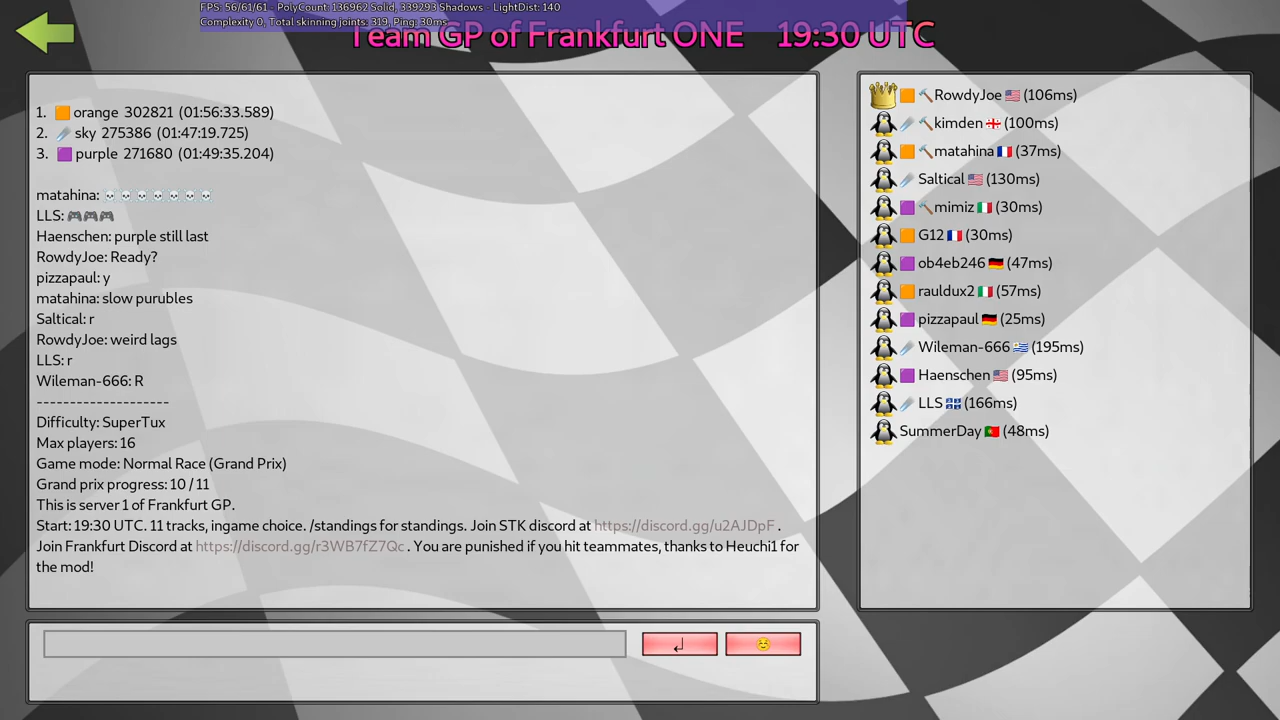 FPS: 56/61/61 - PolyCount: 136962 Solid, 339293 Shadows - LightDist: 140
Complexity 0, Total skinning joints: 319, Ping: 30ms
Team GP of Frankfurt ONE 19:30 UTC
1. 🟧 orange 302821 (01:56:33.589)
2. ☄️ sky 275386 (01:47:19.725)
3. 🟪 purple 271680 (01:49:35.204)
matahina: 💀💀💀💀💀💀💀
LLS: 🎮🎮🎮
Haenschen: purple still last
RowdyJoe: Ready?
pizzapaul: y
matahina: slow purubles
Saltical: r
RowdyJoe: weird lags
LLS: r
Wileman-666: R
--------------------
Difficulty: SuperTux
Max players: 16
Game mode: Normal Race (Grand Prix)
Grand prix progress: 10 / 11
This is server 1 of Frankfurt GP.
Start: 19:30 UTC. 11 tracks, ingame choice. /standings for standings. Join STK discord at https://discord.gg/u2AJDpF .
Join Frankfurt Discord at https://discord.gg/r3WB7fZ7Qc . You are punished if you hit teammates, thanks to Heuchi1 for
the mod!
🟧 🔨RowdyJoe 🇺🇸 (106ms)
☄️ 🔨kimden 🇬🇪 (100ms)
🟧 🔨matahina 🇫🇷 (37ms)
☄️ Saltical 🇺🇸 (130ms)
🟪 🔨mimiz 🇮🇹 (30ms)
🟧 G12 🇫🇷 (30ms)
🟪 ob4eb246 🇩🇪 (47ms)
🟧 rauldux2 🇮🇹 (57ms)
🟪 pizzapaul 🇩🇪 (25ms)
☄️ Wileman-666 🇺🇾 (195ms)
🟪 Haenschen 🇺🇸 (95ms)
☄️ LLS (166ms)
SummerDay 🇵🇹 (48ms)